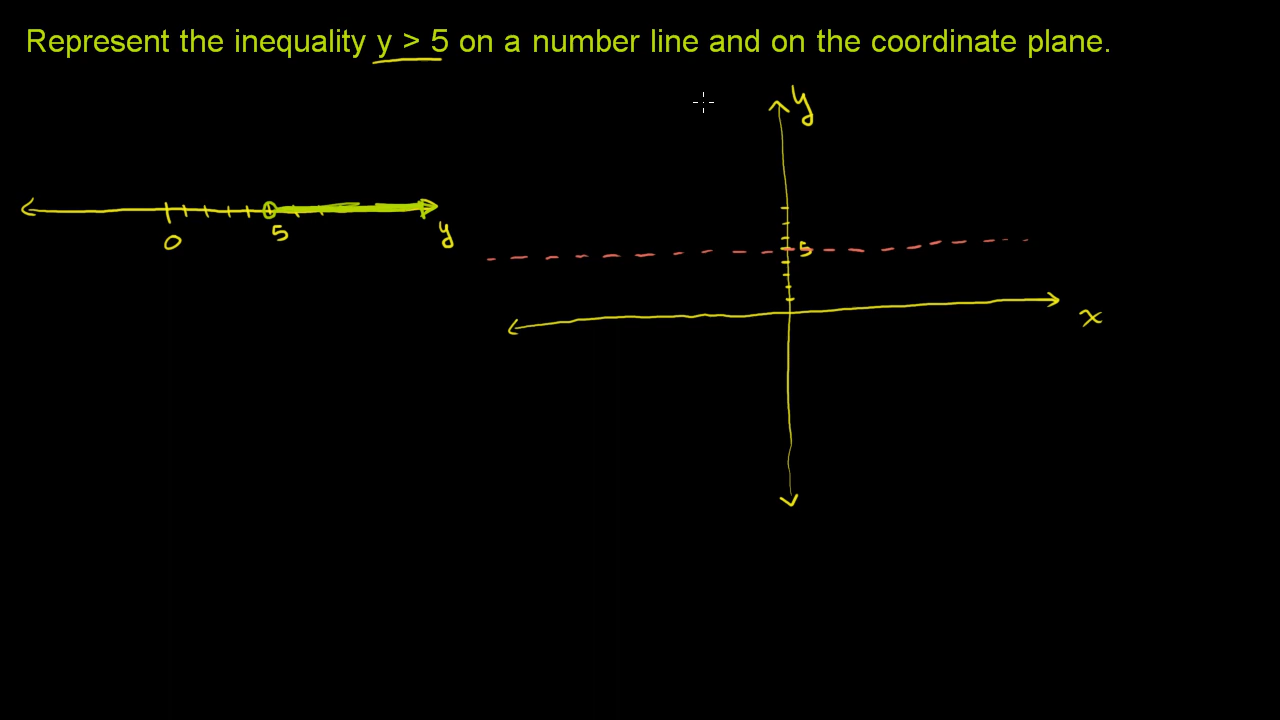 Represent the inequality y > 5 on a number line and on the coordinate plane.
y
0
5
y
5
x